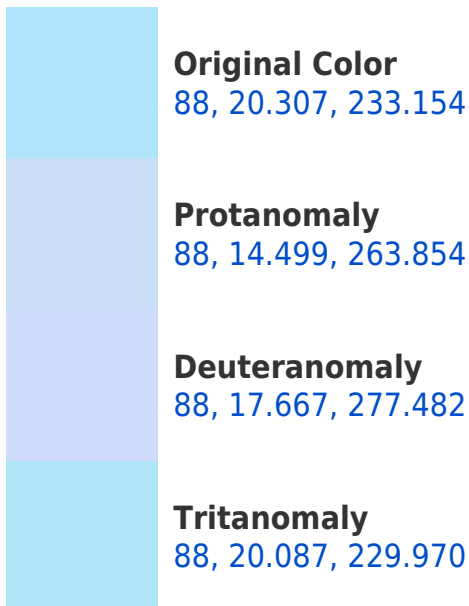 Original Color
88, 20.307, 233.154
Protanomaly
88, 14.499, 263.854
Deuteranomaly
88, 17.667, 277.482
Tritanomaly
88, 20.087, 229.970